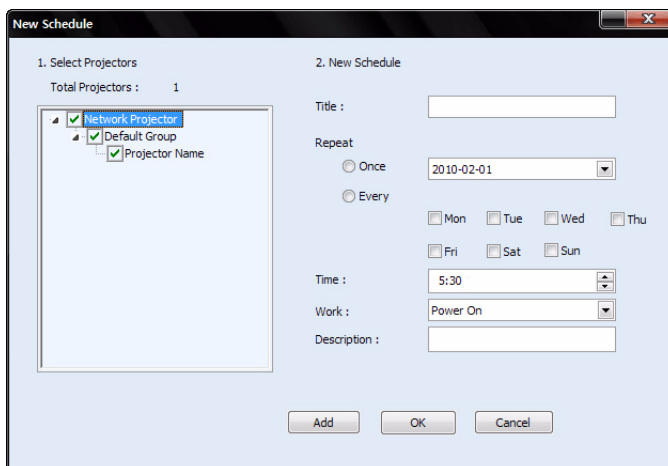 New Schedule
1. Select Projectors
Total Projectors : 1
Network Projector
Default Group
Projector Name
2. New Schedule
Title :
Repeat
Once
2010-02-01
Every
Mon Tue Wed Thu
Fri Sat Sun
Time : 5:30
Work : Power On
Description :
Add OK Cancel